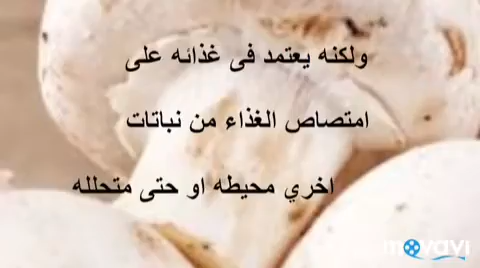 ولكنه يعتمد فى غذائه على
امتصاص الغذاء من نباتات
اخري محيطه او حتى متحلله
movavi